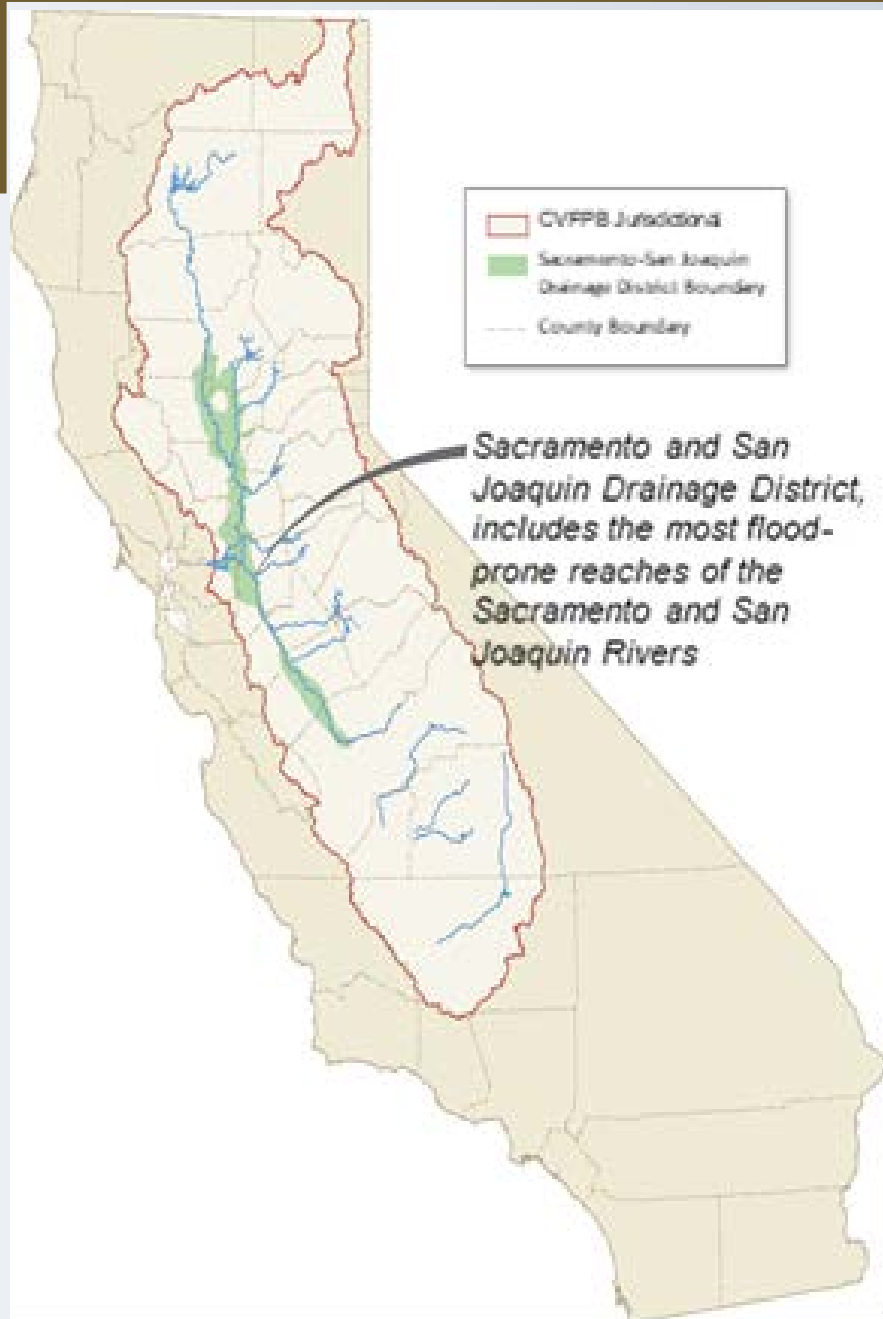 CVFPB Jurisdictional
Sacramento-San Joaquin
Drainage District Boundary
County Boundary
Sacramento and San
Joaquin Drainage District,
includes the most flood-
prone reaches of the
Sacramento and San
Joaquin Rivers